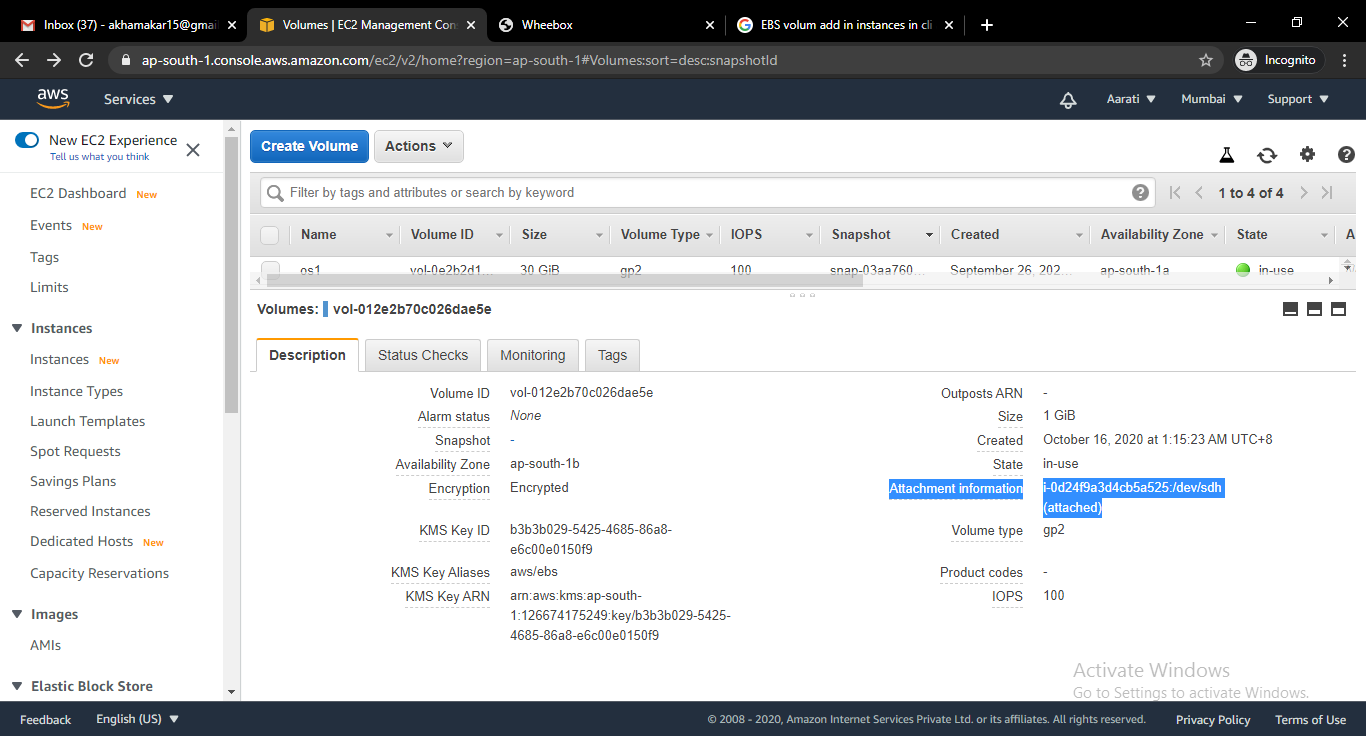 Inbox (37) - akhamakar15@gmai
Volumes | EC2 Management Con
Wheebox
EBS volum add in instances in cli
ap-south-1.console.aws.amazon.com/ec2/v2/home?region=ap-south-1#Volumes:sort=desc:snapshotId
Incognito
aws
Services
Aarati
Mumbai
Support
New EC2 Experience
Tell us what you think
EC2 Dashboard New
Events New
Tags
Limits
Instances
Instances New
Instance Types
Launch Templates
Spot Requests
Savings Plans
Reserved Instances
Dedicated Hosts New
Capacity Reservations
Images
AMIs
Elastic Block Store
Create Volume
Actions
Filter by tags and attributes or search by keyword
1 to 4 of 4
Name Volume ID Size Volume Type IOPS Snapshot Created Availability Zone State A
os1 vol-0e2b2d1... 30 GiB gp2 100 snap-03aa760... September 26, 202... ap-south-1a in-use
Volumes: vol-012e2b70c026dae5e
Description
Status Checks
Monitoring
Tags
Volume ID vol-012e2b70c026dae5e
Alarm status None
Snapshot -
Availability Zone ap-south-1b
Encryption Encrypted
KMS Key ID b3b3b029-5425-4685-86a8-
e6c00e0150f9
KMS Key Aliases aws/ebs
KMS Key ARN arn:aws:kms:ap-south-
1:126674175249:key/b3b3b029-5425-
4685-86a8-e6c00e0150f9
Outposts ARN -
Size 1 GiB
Created October 16, 2020 at 1:15:23 AM UTC+8
State in-use
Attachment information i-0d24f9a3d4cb5a525:/dev/sdh
(attached)
Volume type gp2
Product codes -
IOPS 100
Activate Windows
Go to Settings to activate Windows.
Feedback
English (US)
© 2008 - 2020, Amazon Internet Services Private Ltd. or its affiliates. All rights reserved.
Privacy Policy
Terms of Use